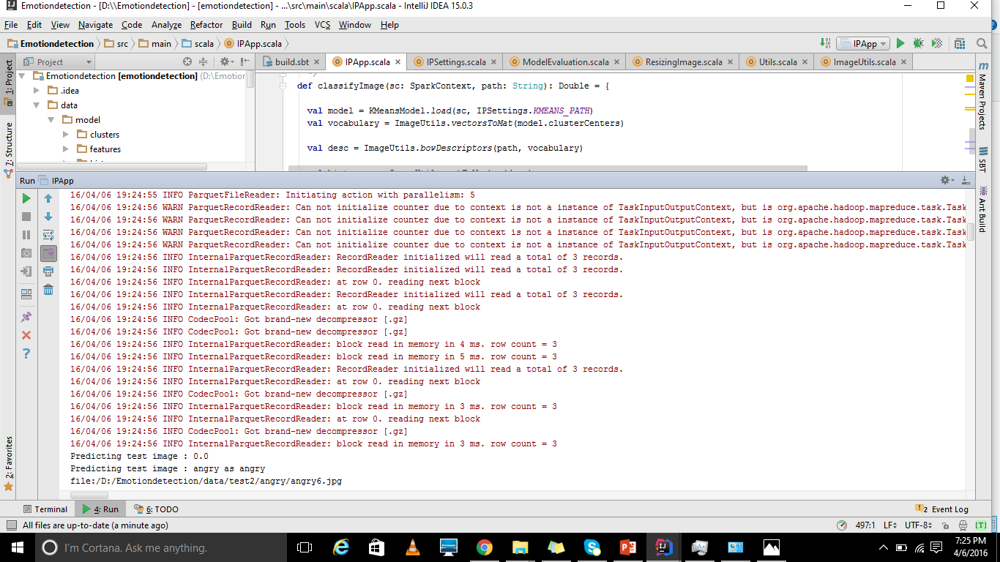 Emotiondetection - [D:\\Emotiondetection] - [emotiondetection] - ...\src\main\scala\IPApp.scala - IntelliJ IDEA 15.0.3
File Edit View Navigate Code Analyze Refactor Build Run Tools VCS Window Help
Emotiondetection src main scala IPApp.scala IPApp
1: Project
7: Structure
2: Favorites
Project
build.sbt IPApp.scala IPSettings.scala ModelEvaluation.scala ResizingImage.scala Utils.scala ImageUtils.scala
Maven Projects
SBT
Ant Build
Emotiondetection [emotiondetection] (D:\Emotior
.idea
data
model
clusters
features
*/
def classifyImage(sc: SparkContext, path: String): Double = {
val model = KMeansModel.load(sc, IPSettings.KMEANS_PATH)
val vocabulary = ImageUtils.vectorsToMat(model.clusterCenters)
val desc = ImageUtils.bowDescriptors(path, vocabulary)
Run IPApp
16/04/06 19:24:55 INFO ParquetFileReader: Initiating action with parallelism: 5
16/04/06 19:24:56 WARN ParquetRecordReader: Can not initialize counter due to context is not a instance of TaskInputOutputContext, but is org.apache.hadoop.mapreduce.task.Task
16/04/06 19:24:56 WARN ParquetRecordReader: Can not initialize counter due to context is not a instance of TaskInputOutputContext, but is org.apache.hadoop.mapreduce.task.Task
16/04/06 19:24:56 WARN ParquetRecordReader: Can not initialize counter due to context is not a instance of TaskInputOutputContext, but is org.apache.hadoop.mapreduce.task.Task
16/04/06 19:24:56 WARN ParquetRecordReader: Can not initialize counter due to context is not a instance of TaskInputOutputContext, but is org.apache.hadoop.mapreduce.task.Task
16/04/06 19:24:56 INFO InternalParquetRecordReader: RecordReader initialized will read a total of 3 records.
16/04/06 19:24:56 INFO InternalParquetRecordReader: RecordReader initialized will read a total of 3 records.
16/04/06 19:24:56 INFO InternalParquetRecordReader: at row 0. reading next block
16/04/06 19:24:56 INFO InternalParquetRecordReader: RecordReader initialized will read a total of 3 records.
16/04/06 19:24:56 INFO InternalParquetRecordReader: at row 0. reading next block
16/04/06 19:24:56 INFO CodecPool: Got brand-new decompressor [.gz]
16/04/06 19:24:56 INFO CodecPool: Got brand-new decompressor [.gz]
16/04/06 19:24:56 INFO InternalParquetRecordReader: block read in memory in 4 ms. row count = 3
16/04/06 19:24:56 INFO InternalParquetRecordReader: block read in memory in 5 ms. row count = 3
16/04/06 19:24:56 INFO InternalParquetRecordReader: RecordReader initialized will read a total of 3 records.
16/04/06 19:24:56 INFO InternalParquetRecordReader: at row 0. reading next block
16/04/06 19:24:56 INFO CodecPool: Got brand-new decompressor [.gz]
16/04/06 19:24:56 INFO InternalParquetRecordReader: block read in memory in 3 ms. row count = 3
16/04/06 19:24:56 INFO InternalParquetRecordReader: at row 0. reading next block
16/04/06 19:24:56 INFO CodecPool: Got brand-new decompressor [.gz]
16/04/06 19:24:56 INFO InternalParquetRecordReader: block read in memory in 3 ms. row count = 3
Predicting test image : 0.0
Predicting test image : angry as angry
file:/D:/Emotiondetection/data/test2/angry/angry6.jpg
Terminal 4: Run 6: TODO 2 Event Log
All files are up-to-date (a minute ago) 497:1 LF UTF-8 [T]
I'm Cortana. Ask me anything. 7:25 PM
4/6/2016